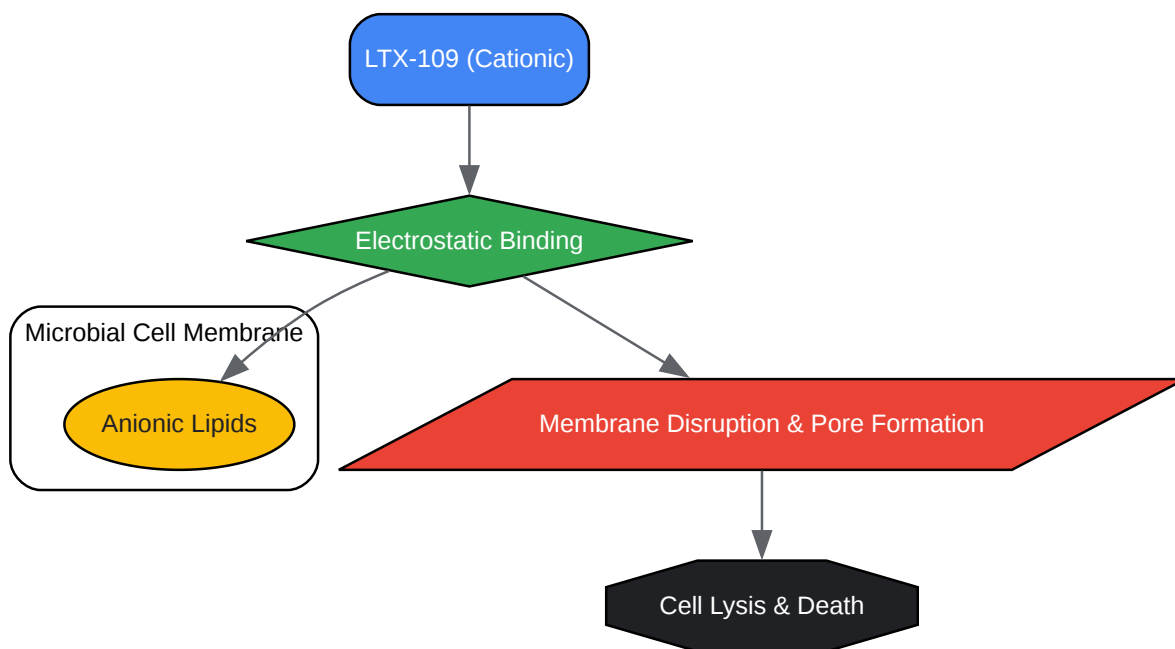 LTX-109 (Cationic)
Electrostatic Binding
Microbial Cell Membrane
Anionic Lipids
Membrane Disruption & Pore Formation
Cell Lysis & Death